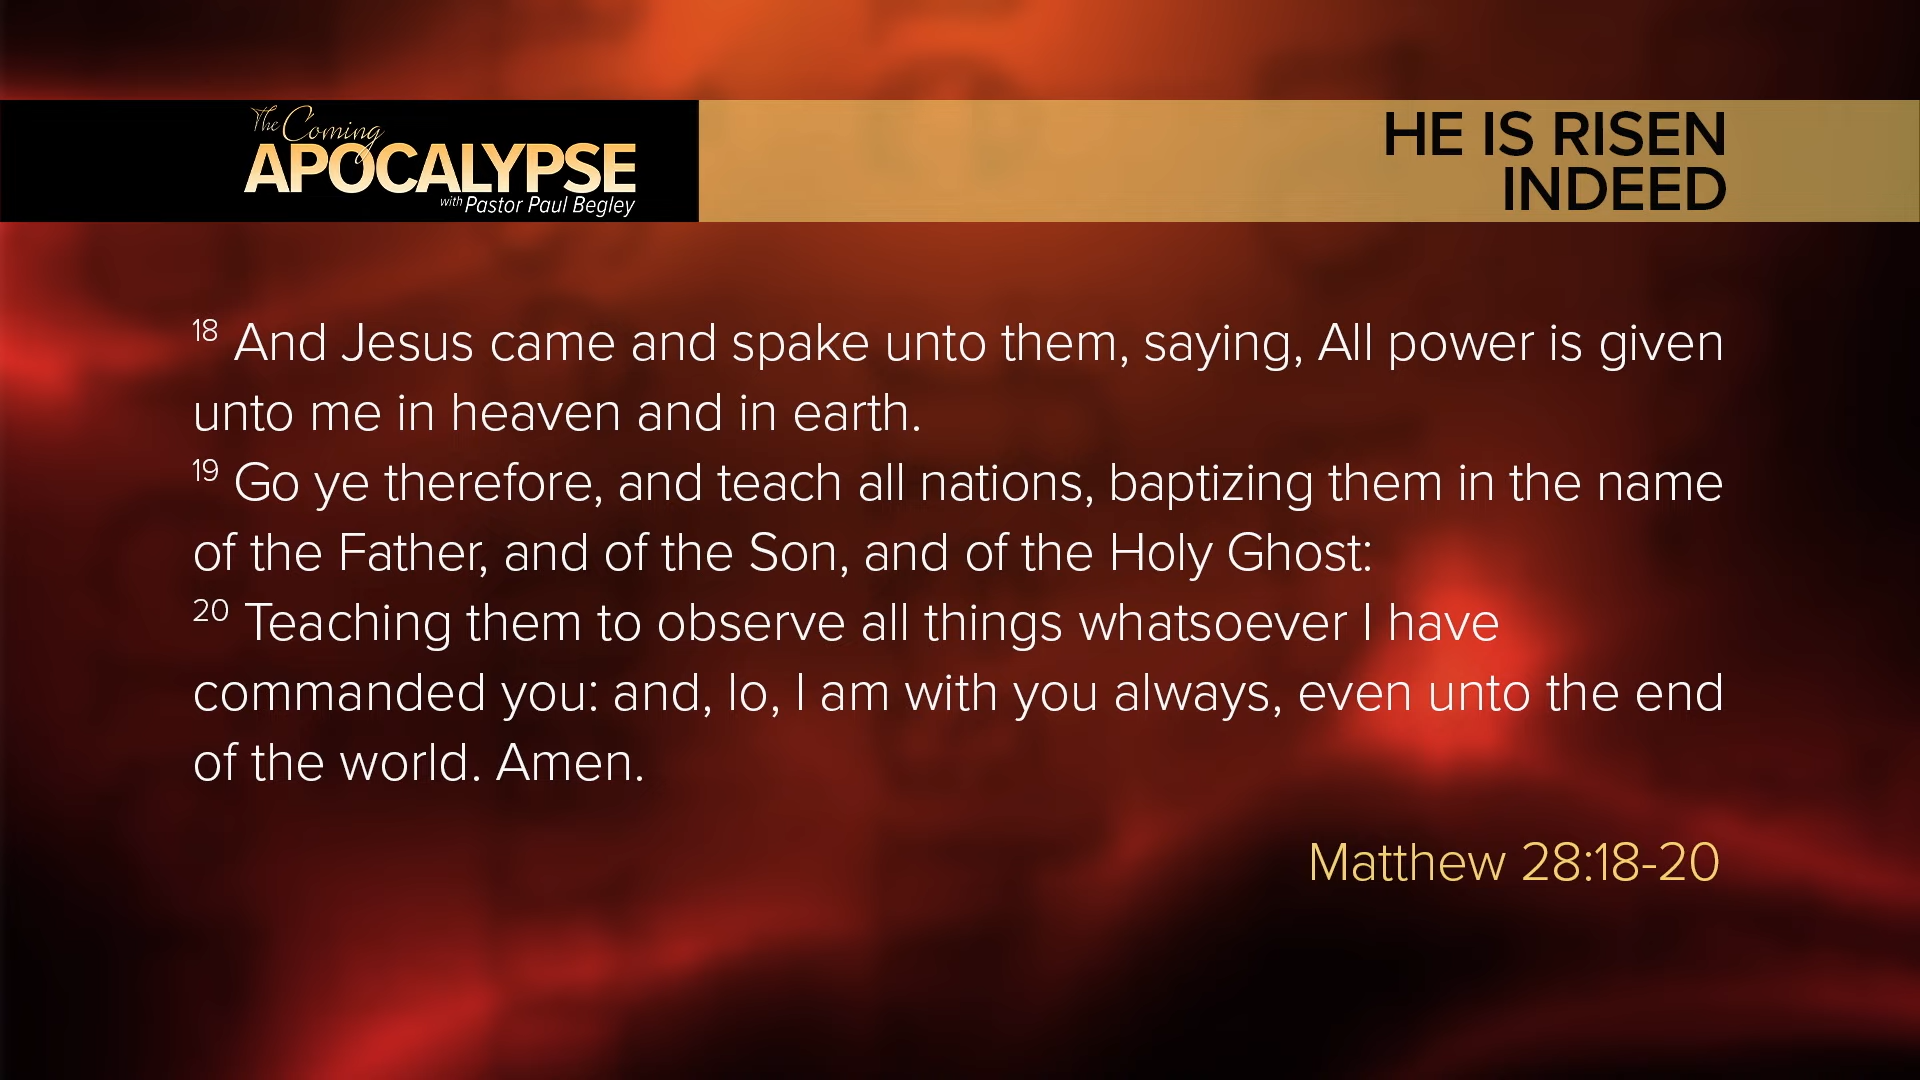 The Coming
APOCALYPSE
with Pastor Paul Begley
HE IS RISEN
INDEED
18 And Jesus came and spake unto them, saying, All power is given
unto me in heaven and in earth.
19 Go ye therefore, and teach all nations, baptizing them in the name
of the Father, and of the Son, and of the Holy Ghost:
20 Teaching them to observe all things whatsoever I have
commanded you: and, lo, I am with you always, even unto the end
of the world. Amen.
Matthew 28:18-20